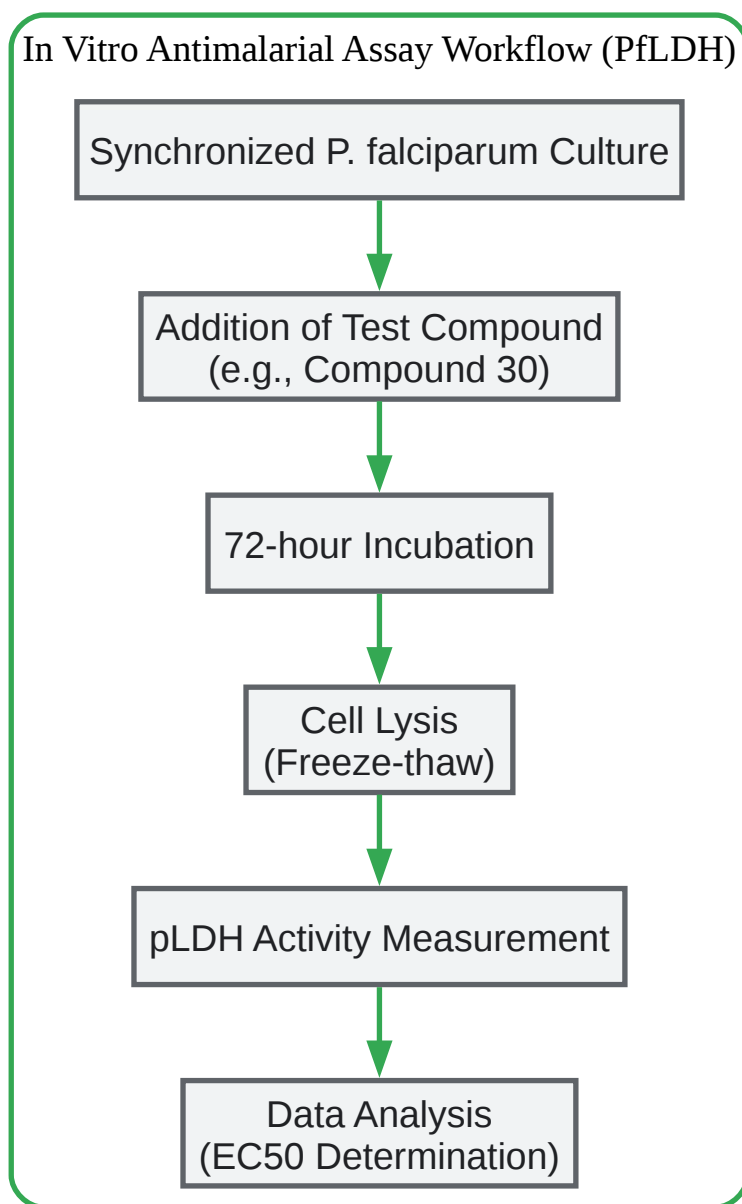 In Vitro Antimalarial Assay Workflow (PfLDH)
Synchronized P. falciparum Culture
Addition of Test Compound
(e.g., Compound 30)
72-hour Incubation
Cell Lysis
(Freeze-thaw)
pLDH Activity Measurement
Data Analysis
(EC50 Determination)